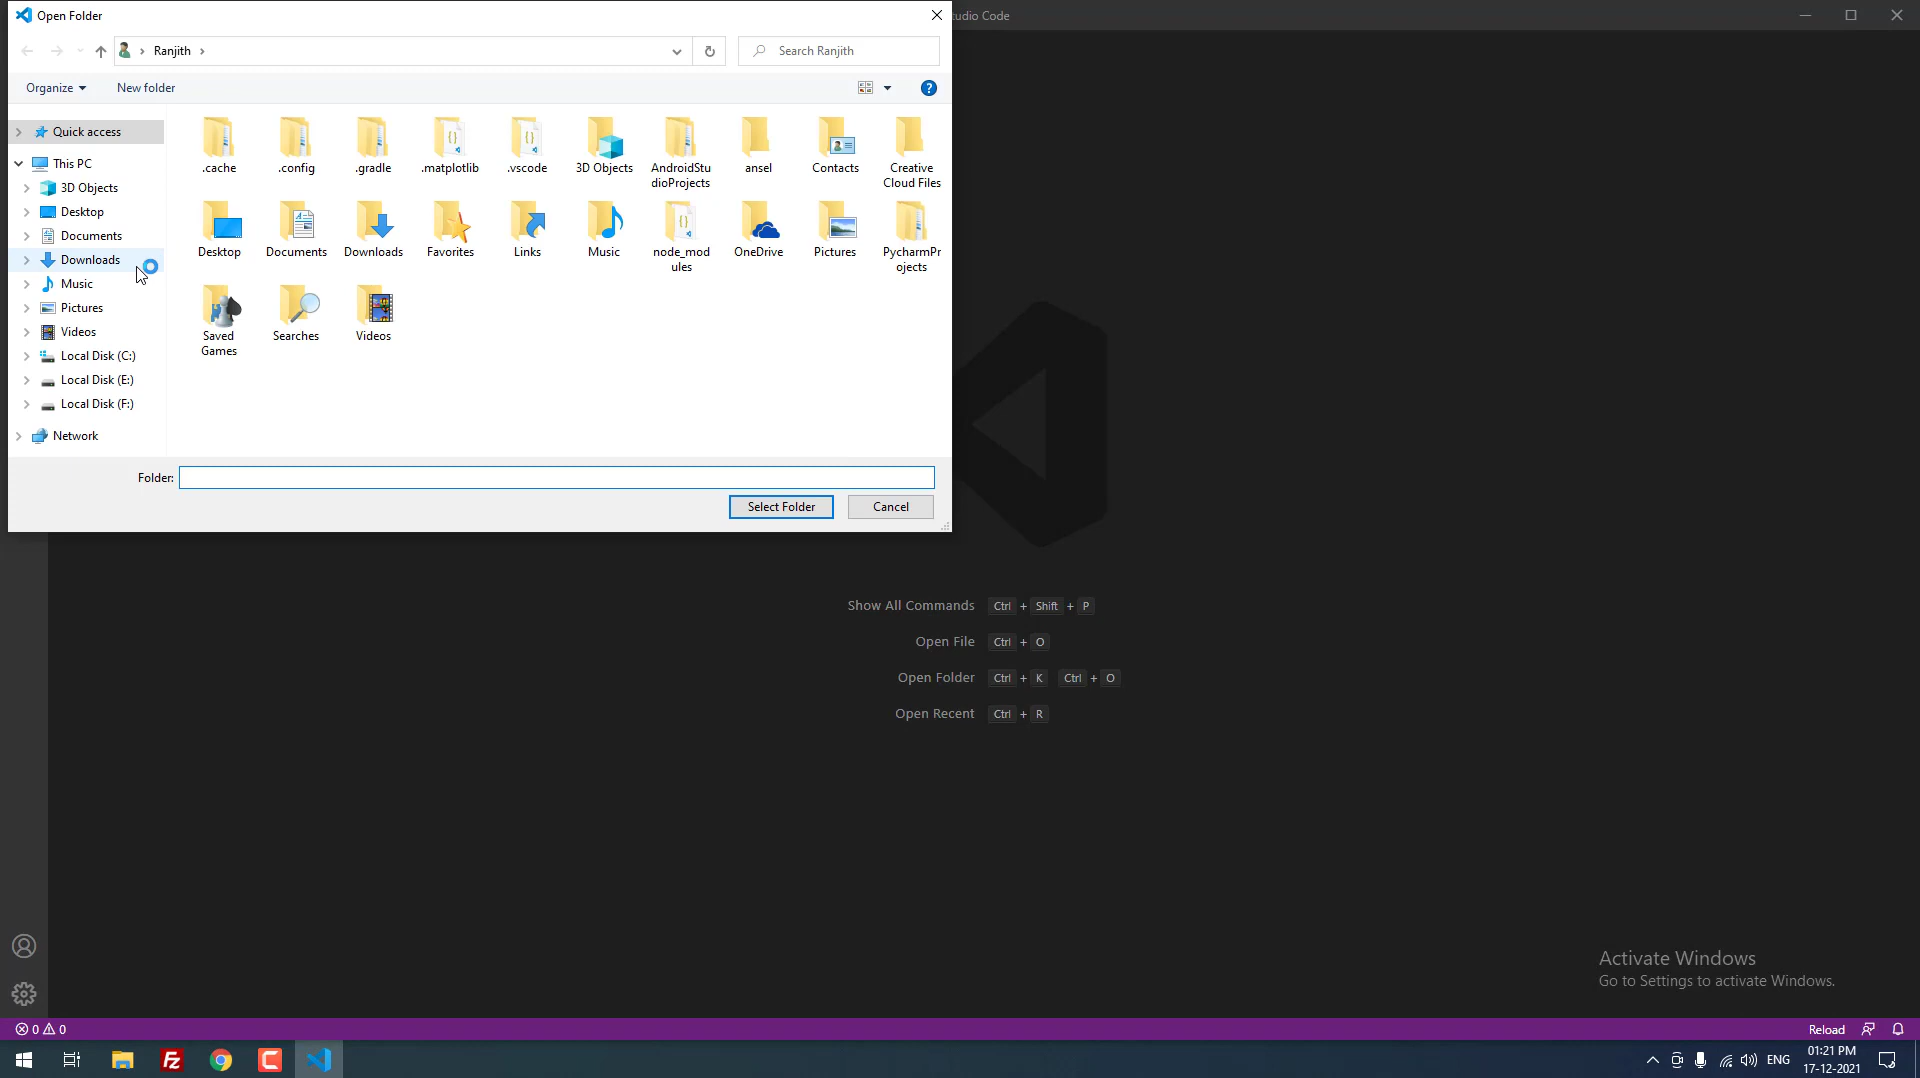 Open Folder
tudio Code
Ranjith
Search Ranjith
Organize
New folder
Quick access
This PC
3D Objects
Desktop
Documents
Downloads
Music
Pictures
Videos
Local Disk (C:)
Local Disk (E:)
Local Disk (F:)
Network
.cache
.config
.gradle
.matplotlib
.vscode
3D Objects
AndroidStu
dioProjects
ansel
Contacts
Creative
Cloud Files
Desktop
Documents
Downloads
Favorites
Links
Music
node_mod
ules
OneDrive
Pictures
PycharmPr
ojects
Saved
Games
Searches
Videos
Folder:
Select Folder
Cancel
Show All Commands Ctrl + Shift + P
Open File Ctrl + O
Open Folder Ctrl + K Ctrl + O
Open Recent Ctrl + R
Activate Windows
Go to Settings to activate Windows.
0 0
Reload
Fz
C
ENG
01:21 PM
17-12-2021